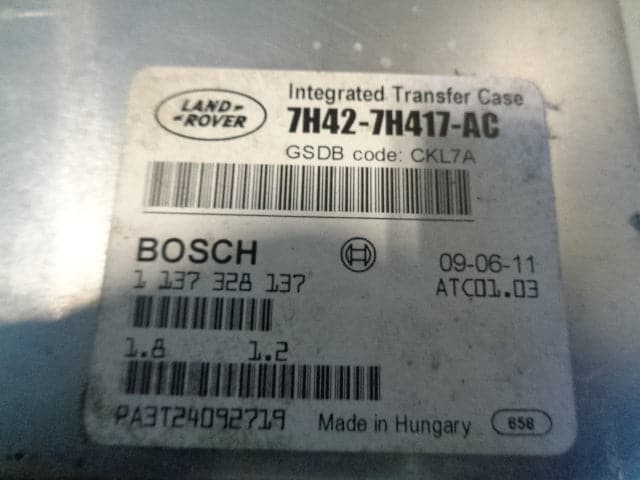 LAND-
-ROVER
Integrated Transfer Case
7H42-7H417-AC
GSDB code: CKL7A
BOSCH
09-06-11
1 137 328 137
ATC01.03
1.8 1.2
PA3T24092719
Made in Hungary
656